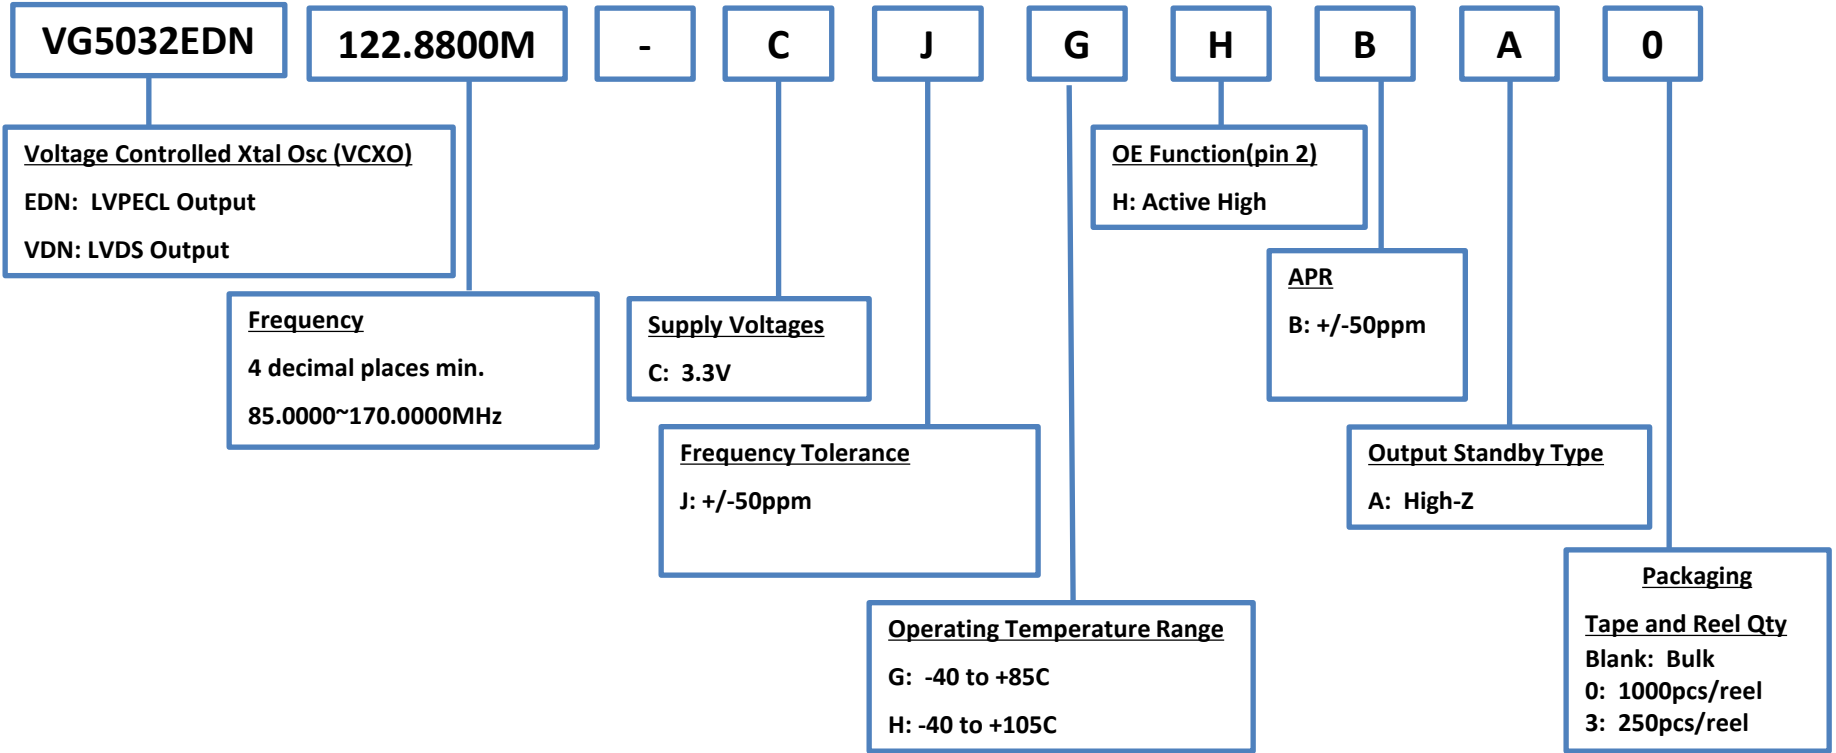 VG5032EDN 122.8800M - C J G H B A 0
Voltage Controlled Xtal Osc (VCXO)
EDN: LVPECL Output
VDN: LVDS Output
Frequency
4 decimal places min.
85.0000~170.0000MHz
Supply Voltages
C: 3.3V
Frequency Tolerance
J: +/-50ppm
Operating Temperature Range
G: -40 to +85C
H: -40 to +105C
OE Function(pin 2)
H: Active High
APR
B: +/-50ppm
Output Standby Type
A: High-Z
Packaging
Tape and Reel Qty
Blank: Bulk
0: 1000pcs/reel
3: 250pcs/reel